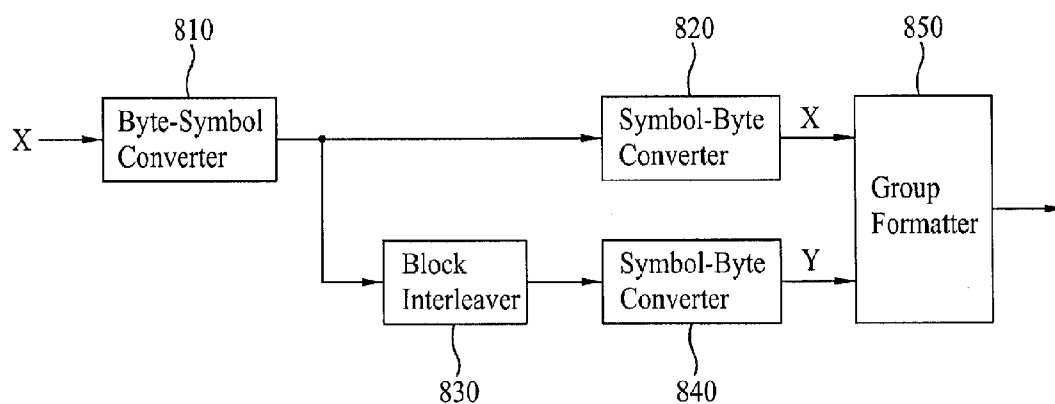 810
820
850
X
Byte-Symbol
Converter
Symbol-Byte
Converter
X
Group
Formatter
Block
Interleaver
Symbol-Byte
Converter
Y
830
840